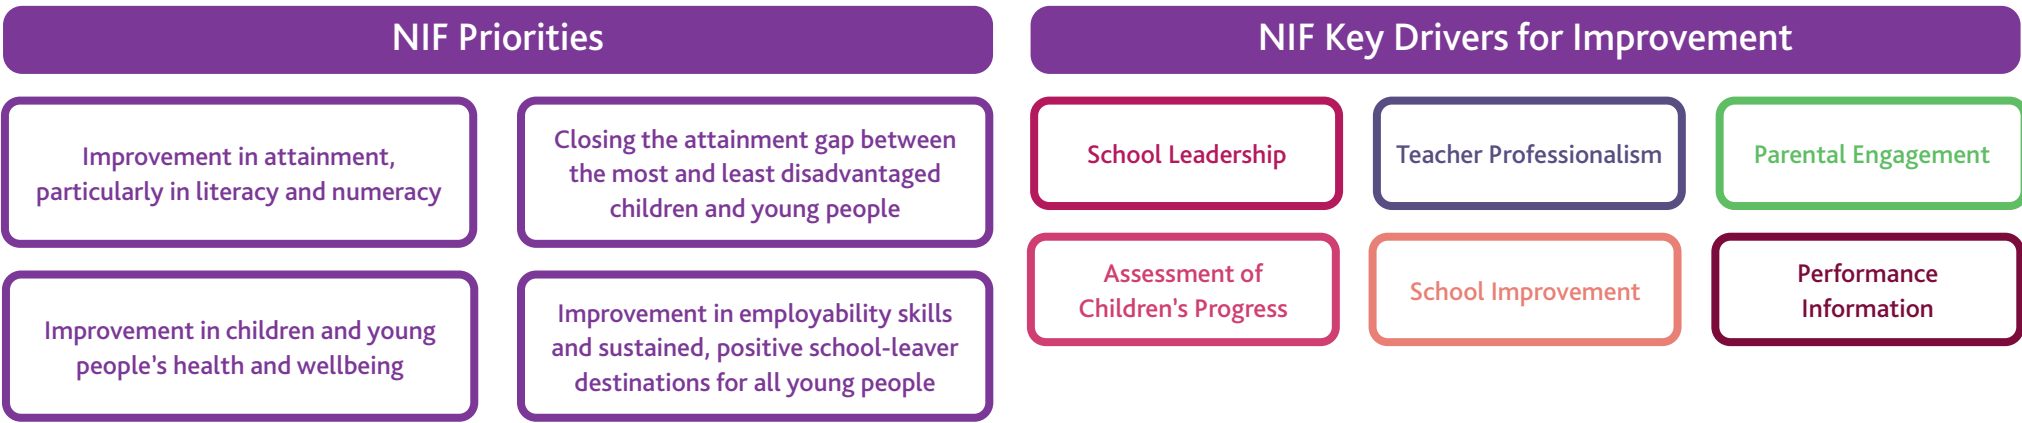 NIF Priorities
Improvement in attainment,
particularly in literacy and numeracy
Closing the attainment gap between
the most and least disadvantaged
children and young people
Improvement in children and young
people’s health and wellbeing
Improvement in employability skills
and sustained, positive school-leaver
destinations for all young people
NIF Key Drivers for Improvement
School Leadership
Teacher Professionalism
Parental Engagement
Assessment of
Children’s Progress
School Improvement
Performance
Information